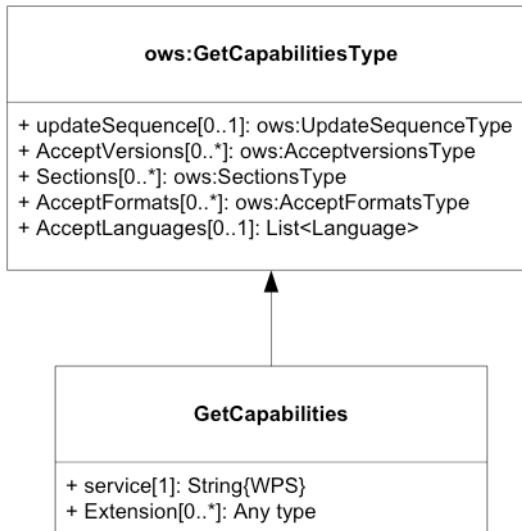 ows:GetCapabilitiesType
+ updateSequence[0..1]: ows:UpdateSequenceType
+ AcceptVersions[0..*]: ows:AcceptversionsType
+ Sections[0..*]: ows:SectionsType
+ AcceptFormats[0..*]: ows:AcceptFormatsType
+ AcceptLanguages[0..1]: List<Language>
GetCapabilities
+ service[1]: String{WPS}
+ Extension[0..*]: Any type